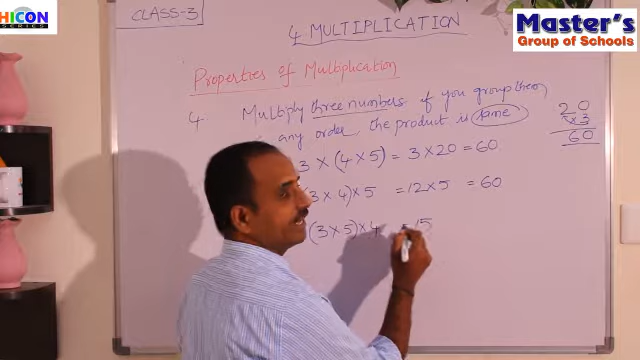 HICON
SERIES
CLASS-3
4 MULTIPLICATION
Master's
Group of Schools
Properties of Multiplication
4 Multiply three numbers if you group them
any order the product is same
20
×3
60
3 × (4 × 5) = 3 × 20 = 60
3 × 4) × 5 = 12 × 5 = 60
(3 × 5) × 4 = 15